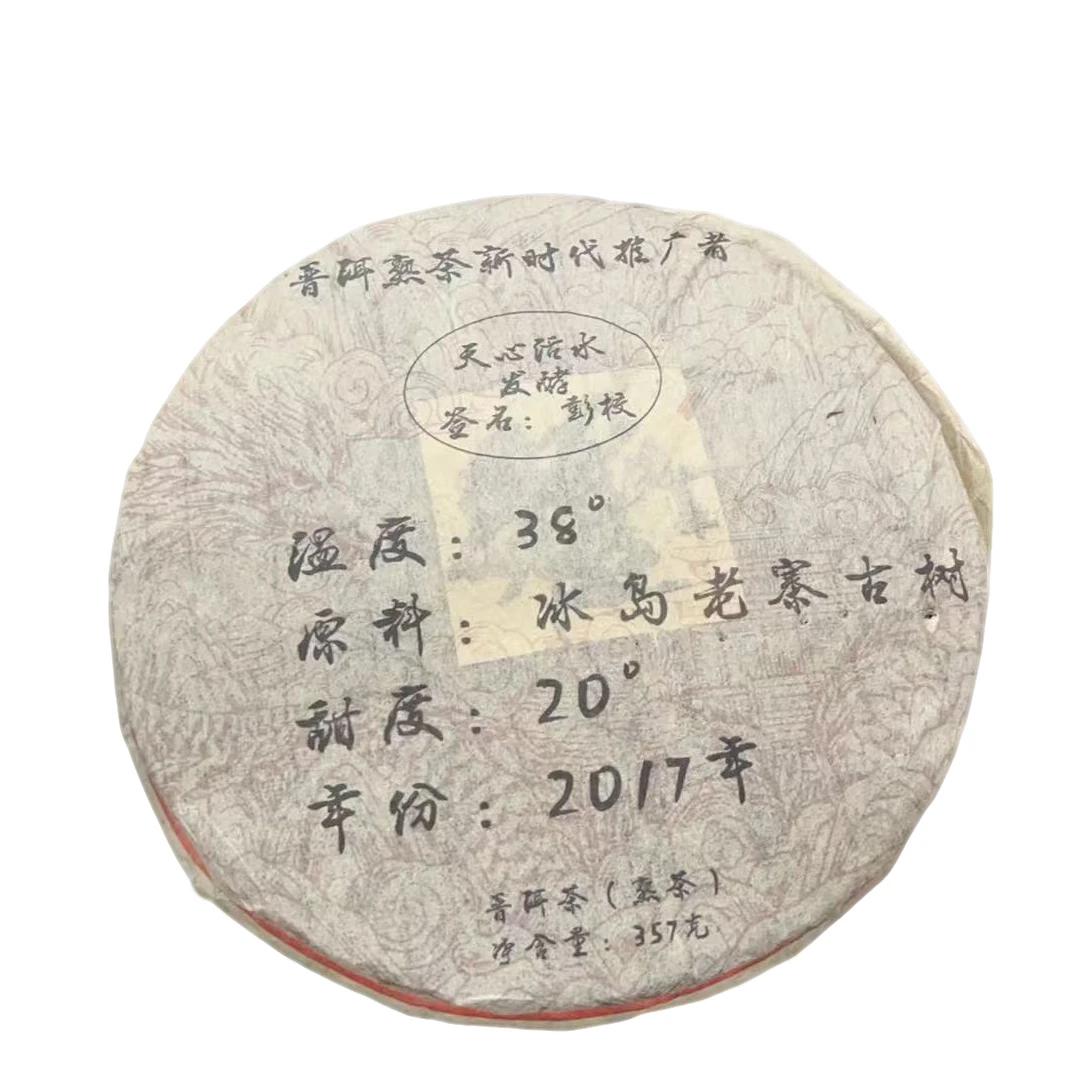 普洱熟茶新时代推广者
天心活水
发酵
签名：彭校
温度：38°
原料：冰岛老寨古树
甜度：20°
年份：2017年
普洱茶（熟茶）
净含量：357克